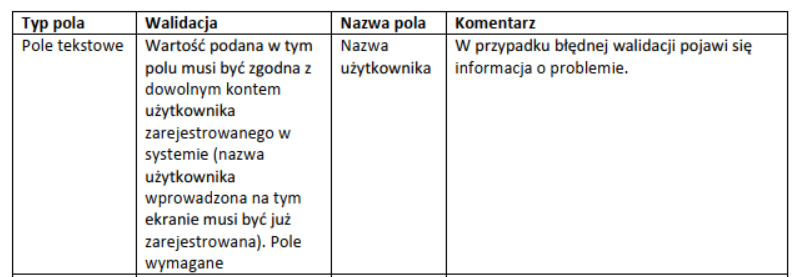 Typ pola Walidacja Nazwa pola Komentarz
Pole tekstowe Wartość podana w tym Nazwa W przypadku błędnej walidacji pojawi się
polu musi być zgodna z użytkownika informacja o problemie.
dowolnym kontem
użytkownika
zarejestrowanego w
systemie (nazwa
użytkownika
wprowadzona na tym
ekranie musi być już
zarejestrowana). Pole
wymagane